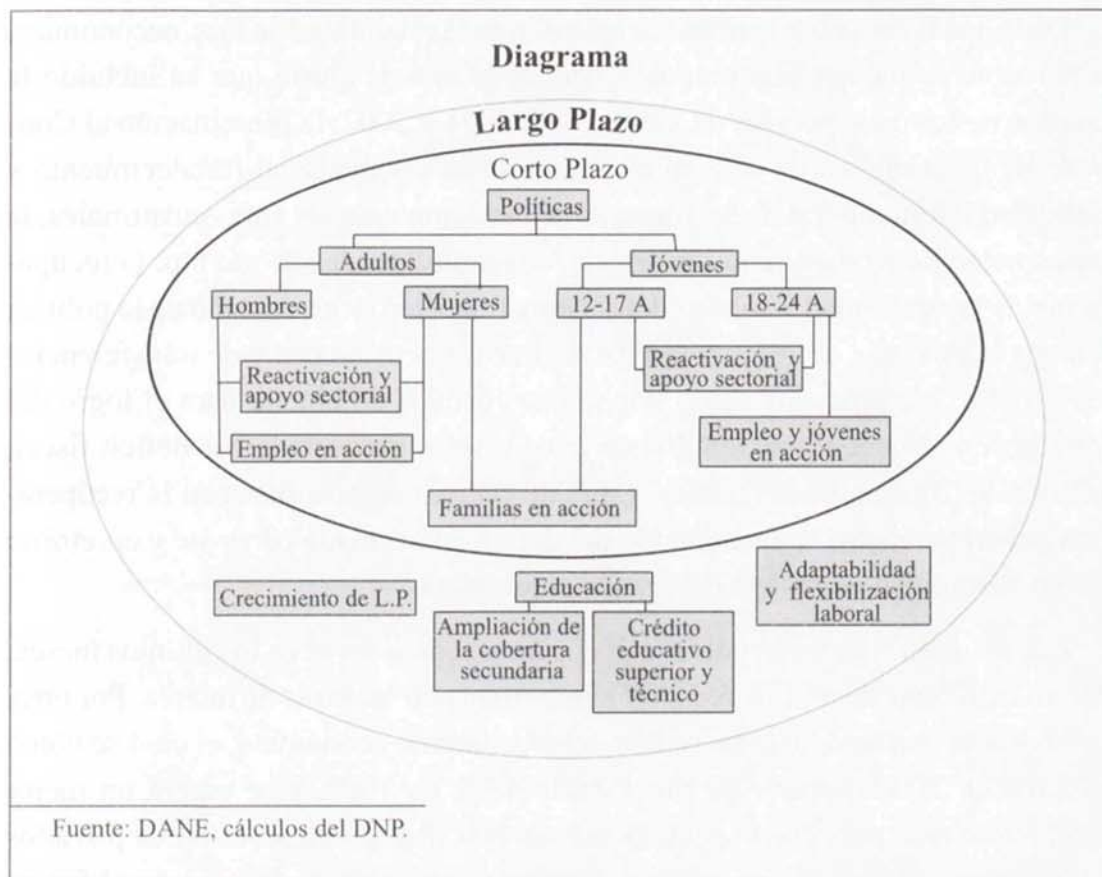 Diagrama
Largo Plazo
Corto Plazo
Políticas
Adultos
Jóvenes
Hombres
Mujeres
12-17 A
18-24 A
Reactivación y
apoyo sectorial
Reactivación y
apoyo sectorial
Empleo en acción
Empleo y jóvenes
en acción
Familias en acción
Crecimiento de L.P.
Educación
Adaptabilidad
y flexibilización
laboral
Ampliación de
la cobertura
secundaria
Crédito
educativo
superior y
técnico
Fuente: DANE, cálculos del DNP.